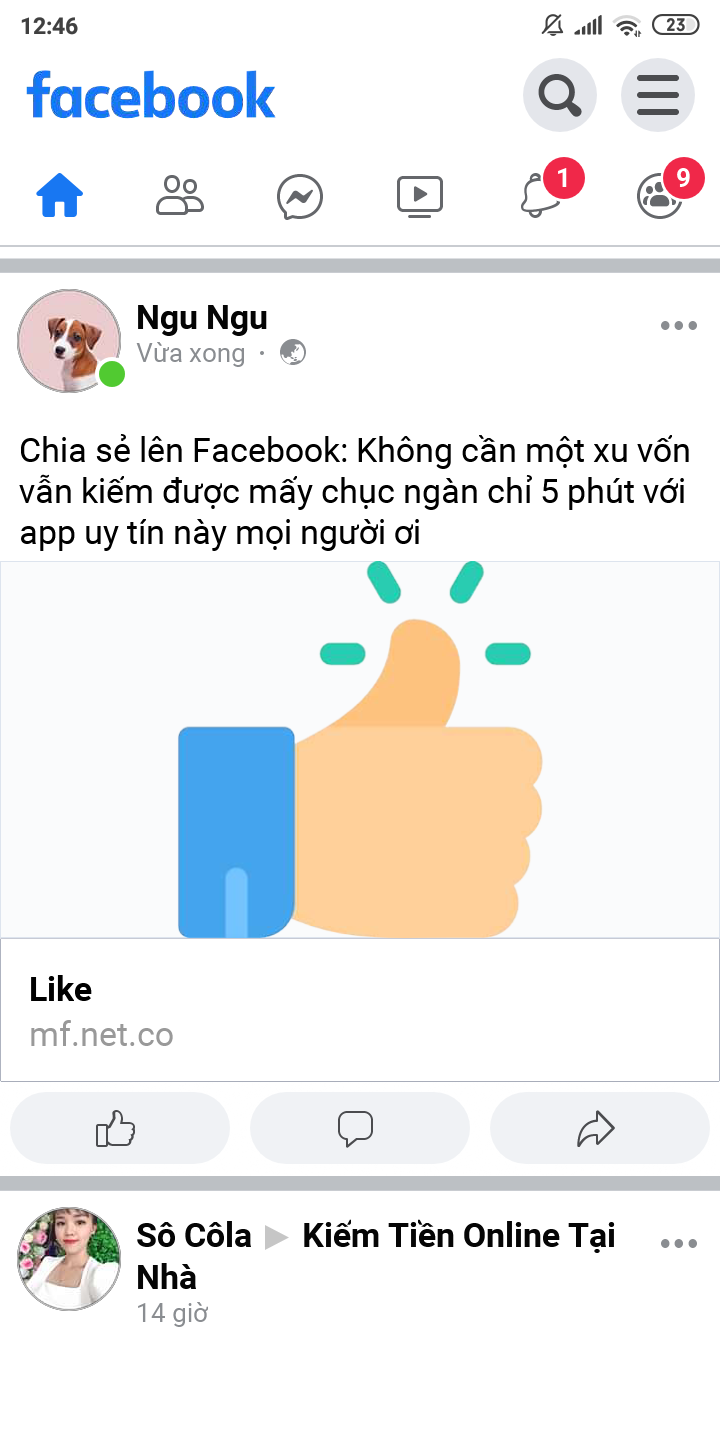 12:46
23
facebook
1
9
Ngu Ngu
Vừa xong ·
Chia sẻ lên Facebook: Không cần một xu vốn
vẫn kiếm được mấy chục ngàn chỉ 5 phút với
app uy tín này mọi người ơi
Like
mf.net.co
Sô Côla ▶ Kiếm Tiền Online Tại
Nhà
14 giờ